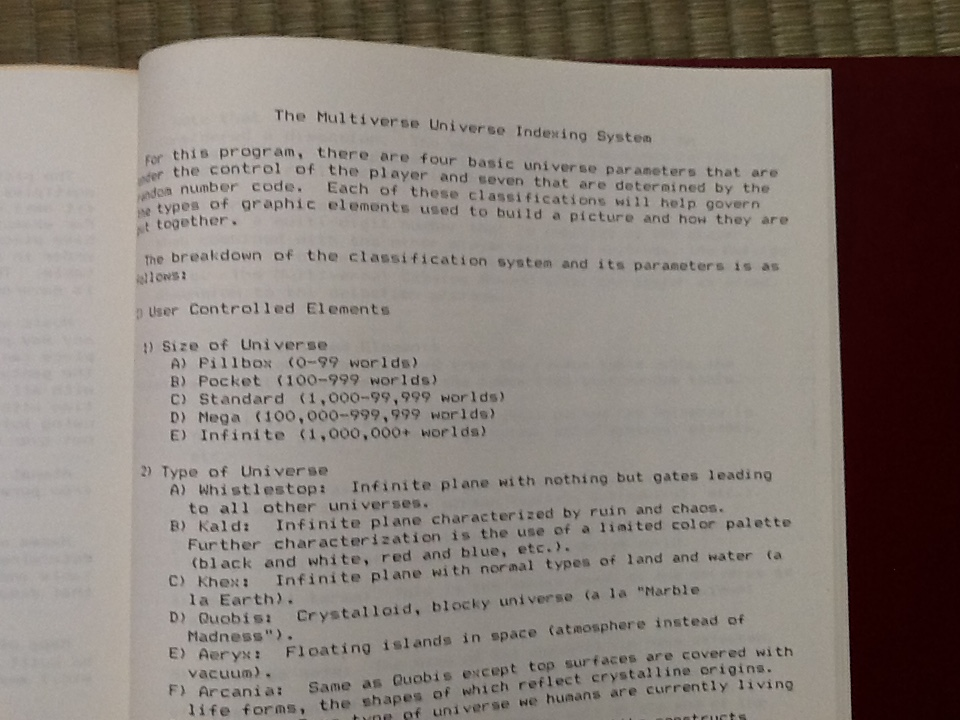 The Multiverse Universe Indexing System
For this program, there are four basic universe parameters that are
under the control of the player and seven that are determined by the
random number code. Each of these classifications will help govern
the types of graphic elements used to build a picture and how they are
put together.
The breakdown of the classification system and its parameters is as
follows:
) User Controlled Elements
1) Size of Universe
A) Pillbox (0-99 worlds)
B) Pocket (100-999 worlds)
C) Standard (1,000-99,999 worlds)
D) Mega (100,000-999,999 worlds)
E) Infinite (1,000,000+ worlds)
2) Type of Universe
A) Whistlestop: Infinite plane with nothing but gates leading
to all other universes.
B) Kald: Infinite plane characterized by ruin and chaos.
Further characterization is the use of a limited color palette
(black and white, red and blue, etc.).
C) Khex: Infinite plane with normal types of land and water (a
la Earth).
D) Quobis: Crystalloid, blocky universe (a la "Marble
Madness").
E) Aeryx: Floating islands in space (atmosphere instead of
vacuum).
F) Arcania: Same as Quobis except top surfaces are covered with
life forms, the shapes of which reflect crystalline origins.
type of universe we humans are currently living
constructs